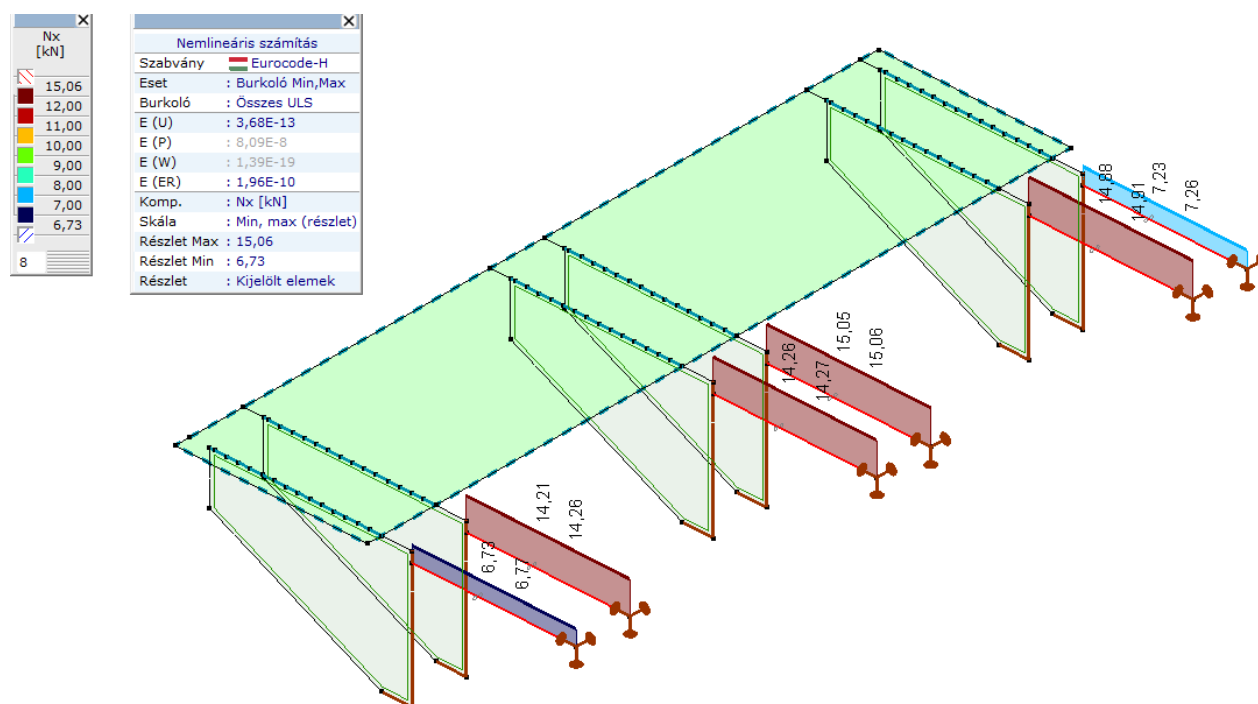 Nx
[kN]
15,06
12,00
11,00
10,00
9,00
8,00
7,00
6,73
8
Nemlineáris számítás
Szabvány Eurocode-H
Eset : Burkoló Min,Max
Burkoló : Összes ULS
E (U) : 3,68E-13
E (P) : 8,09E-8
E (W) : 1,39E-19
E (ER) : 1,96E-10
Komp. : Nx [kN]
Skála : Min, max (részlet)
Részlet Max : 15,06
Részlet Min : 6,73
Részlet : Kijelölt elemek
14,88
14,91
7,23
7,26
14,26
14,27
15,05
15,06
6,73
6,77
14,21
14,26